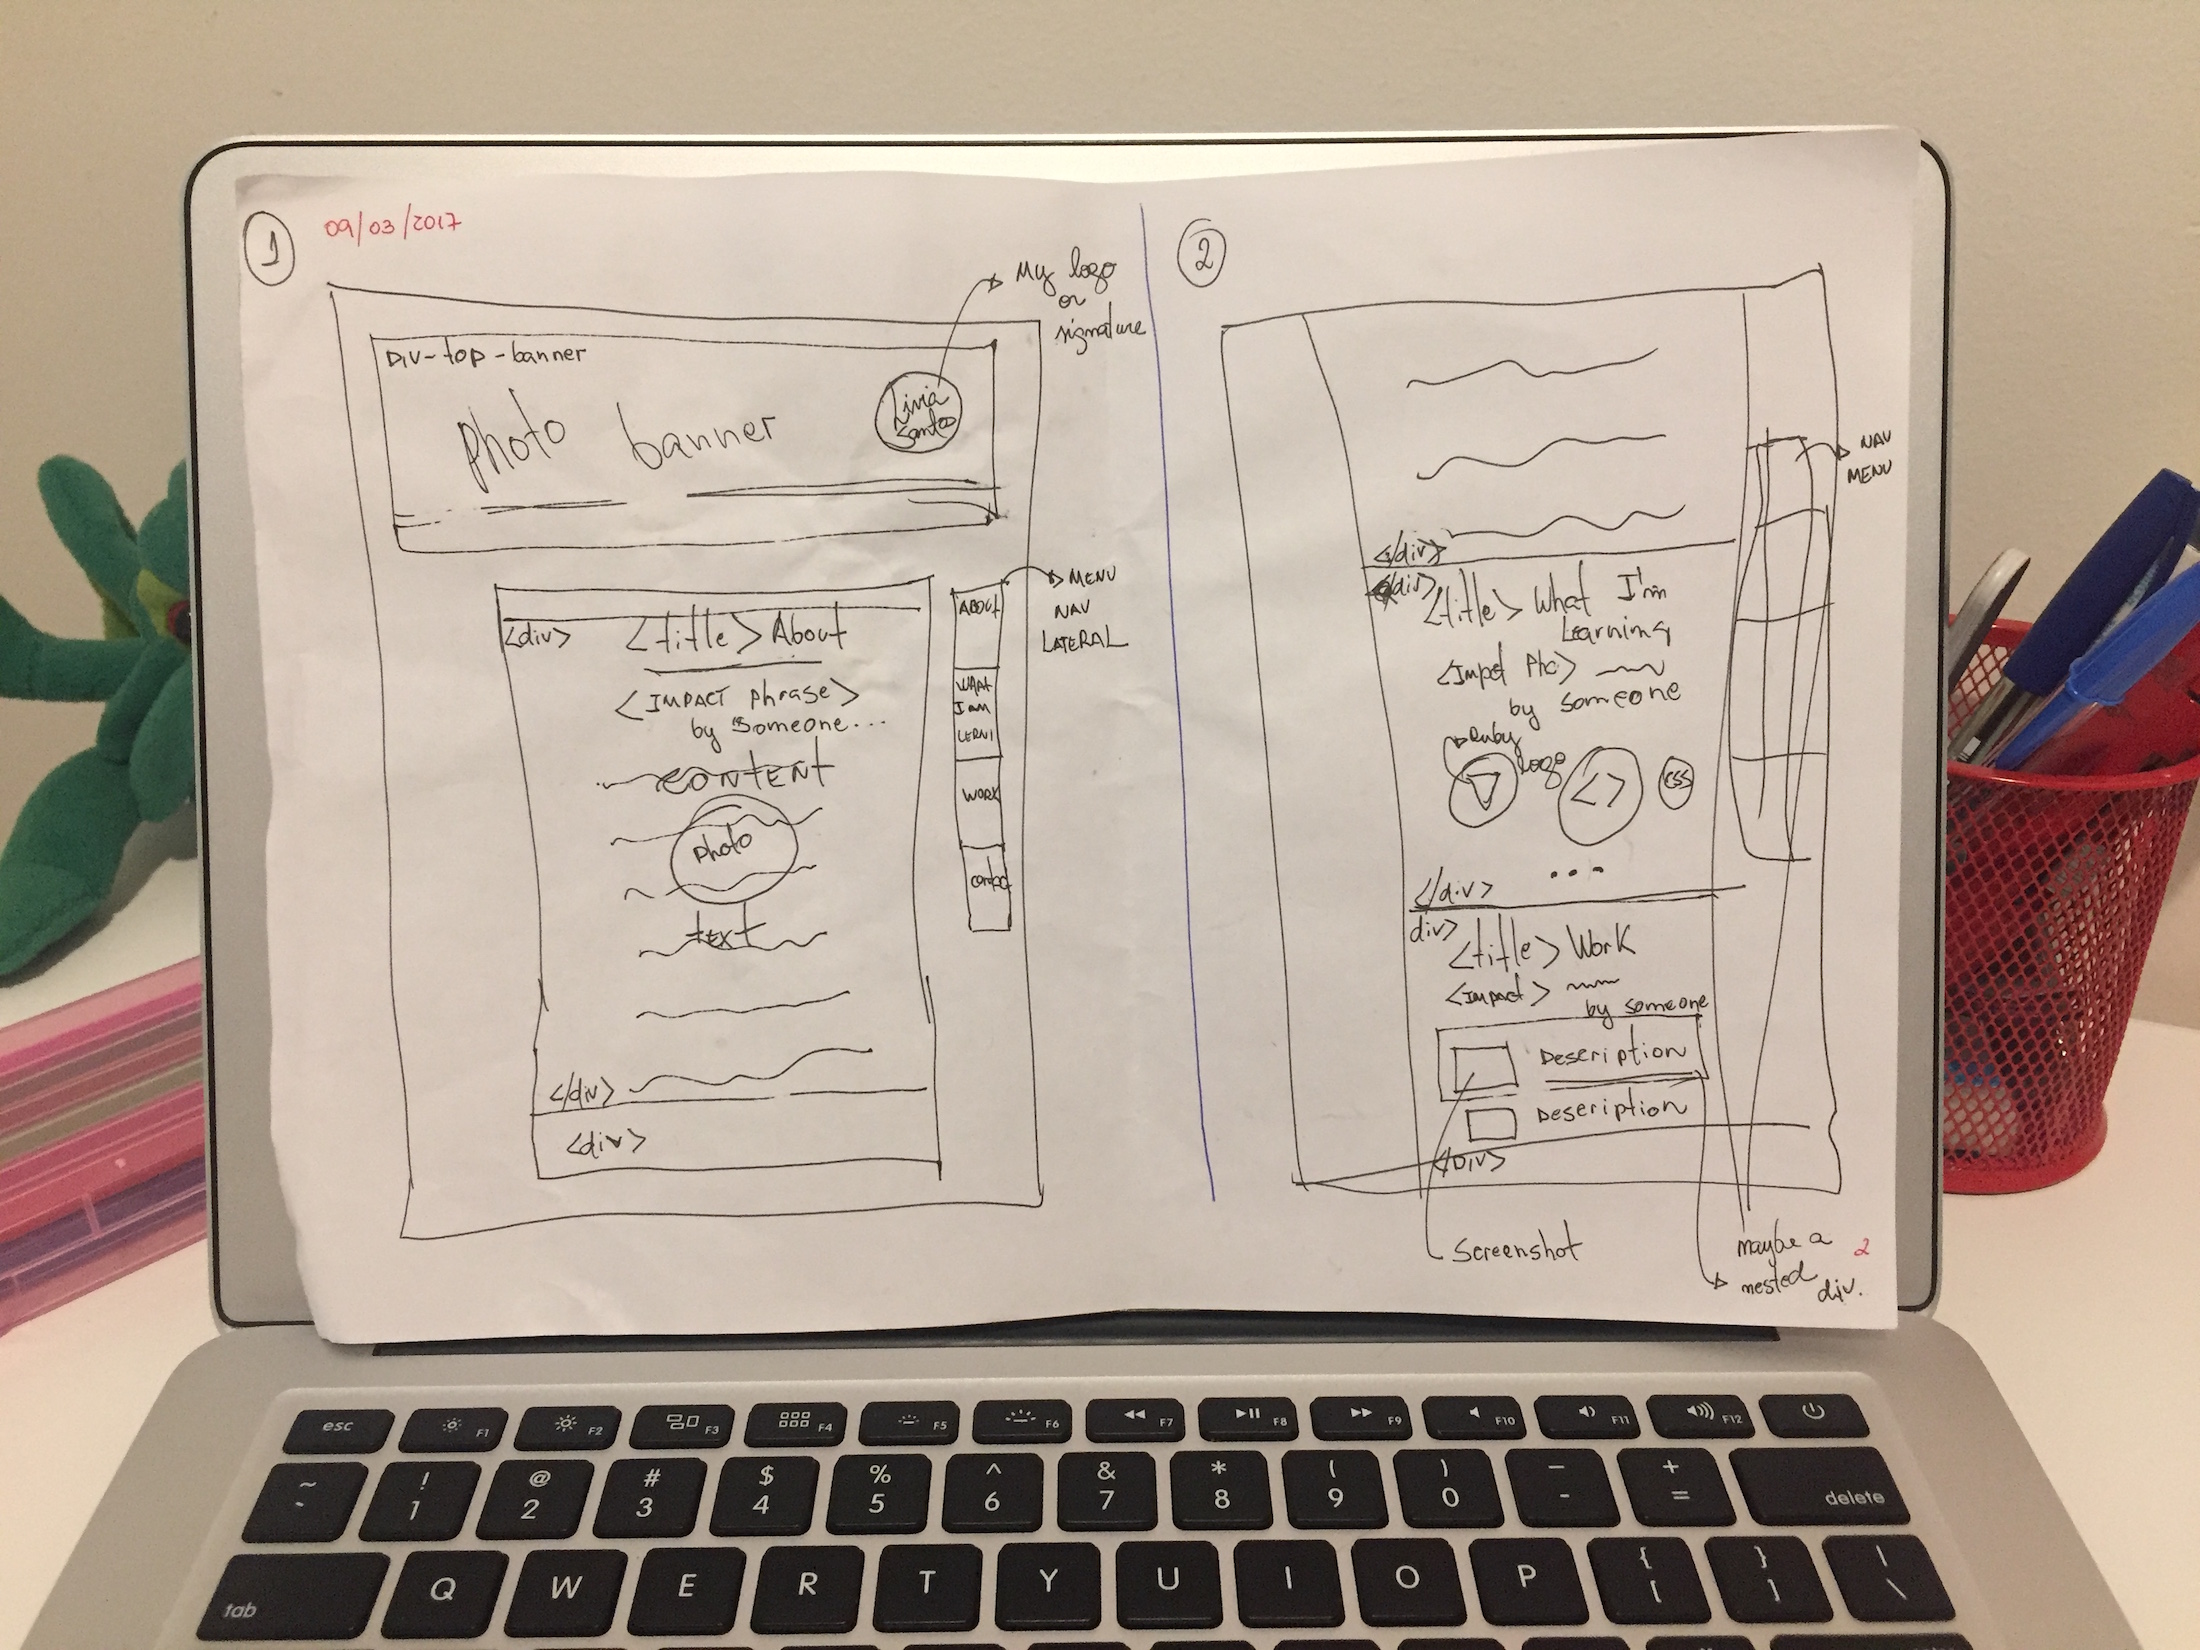 1
09/03/2017
My logo
or
signature
Div-top-banner
photo banner
Livia
Santos
MENU
NAV
LATERAL
<div>
<title> About
<IMPACT phrase>
by someone...
CONTENT
photo
text
</div>
<div>
ABOUT
WHAT
I am
LERNI
WORK
contact
2
NAV
MENU
</div>
<div>
<title> What I'm
Learning
<Impct Phr>
by someone
Ruby
logo
< >
CSS
...
</div>
div>
<title> Work
<Impact>
by someone
Description
Description
</Div>
Screenshot
maybe a
nested
div.
2
esc
F1
F2
F3
F4
F5
F6
F7
F8
F9
F10
F11
F12
~ ! @ # $ % ^ & * ( ) _ +
` 1 2 3 4 5 6 7 8 9 0 - = delete
tab Q W E R T Y U I O P { [ } ] | \